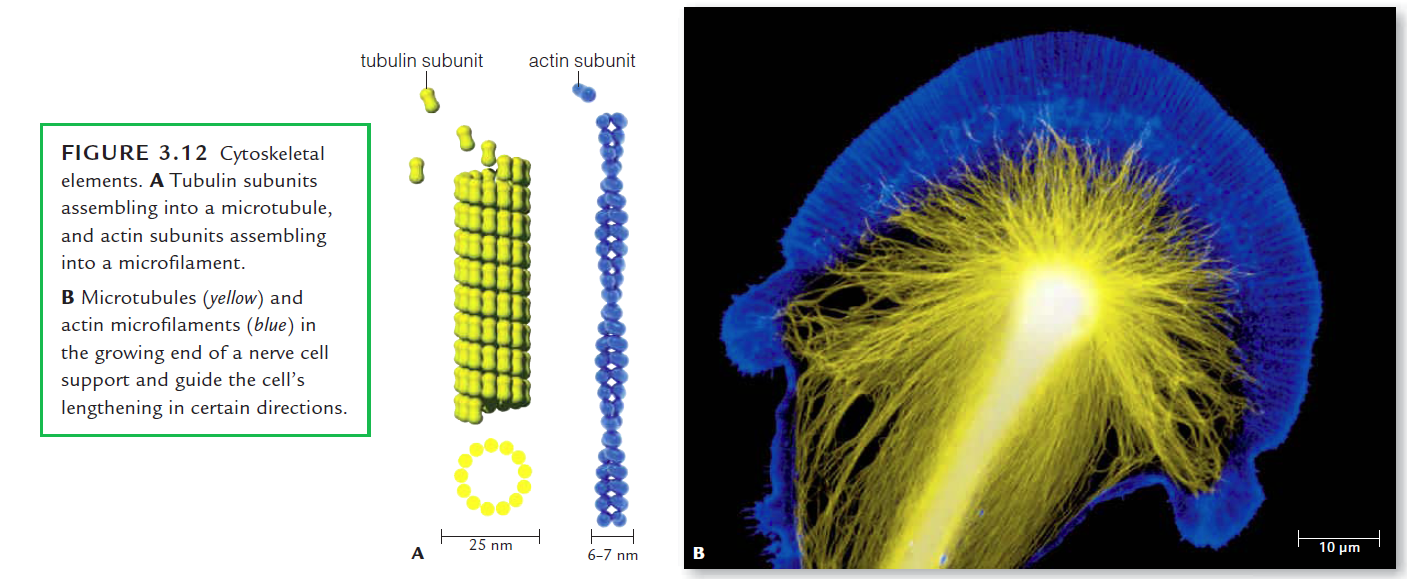 tubulin subunit
actin subunit
FIGURE 3.12 Cytoskeletal
elements. A Tubulin subunits
assembling into a microtubule,
and actin subunits assembling
into a microfilament.
B Microtubules (yellow) and
actin microfilaments (blue) in
the growing end of a nerve cell
support and guide the cell’s
lengthening in certain directions.
A
25 nm
6–7 nm
B
10 µm